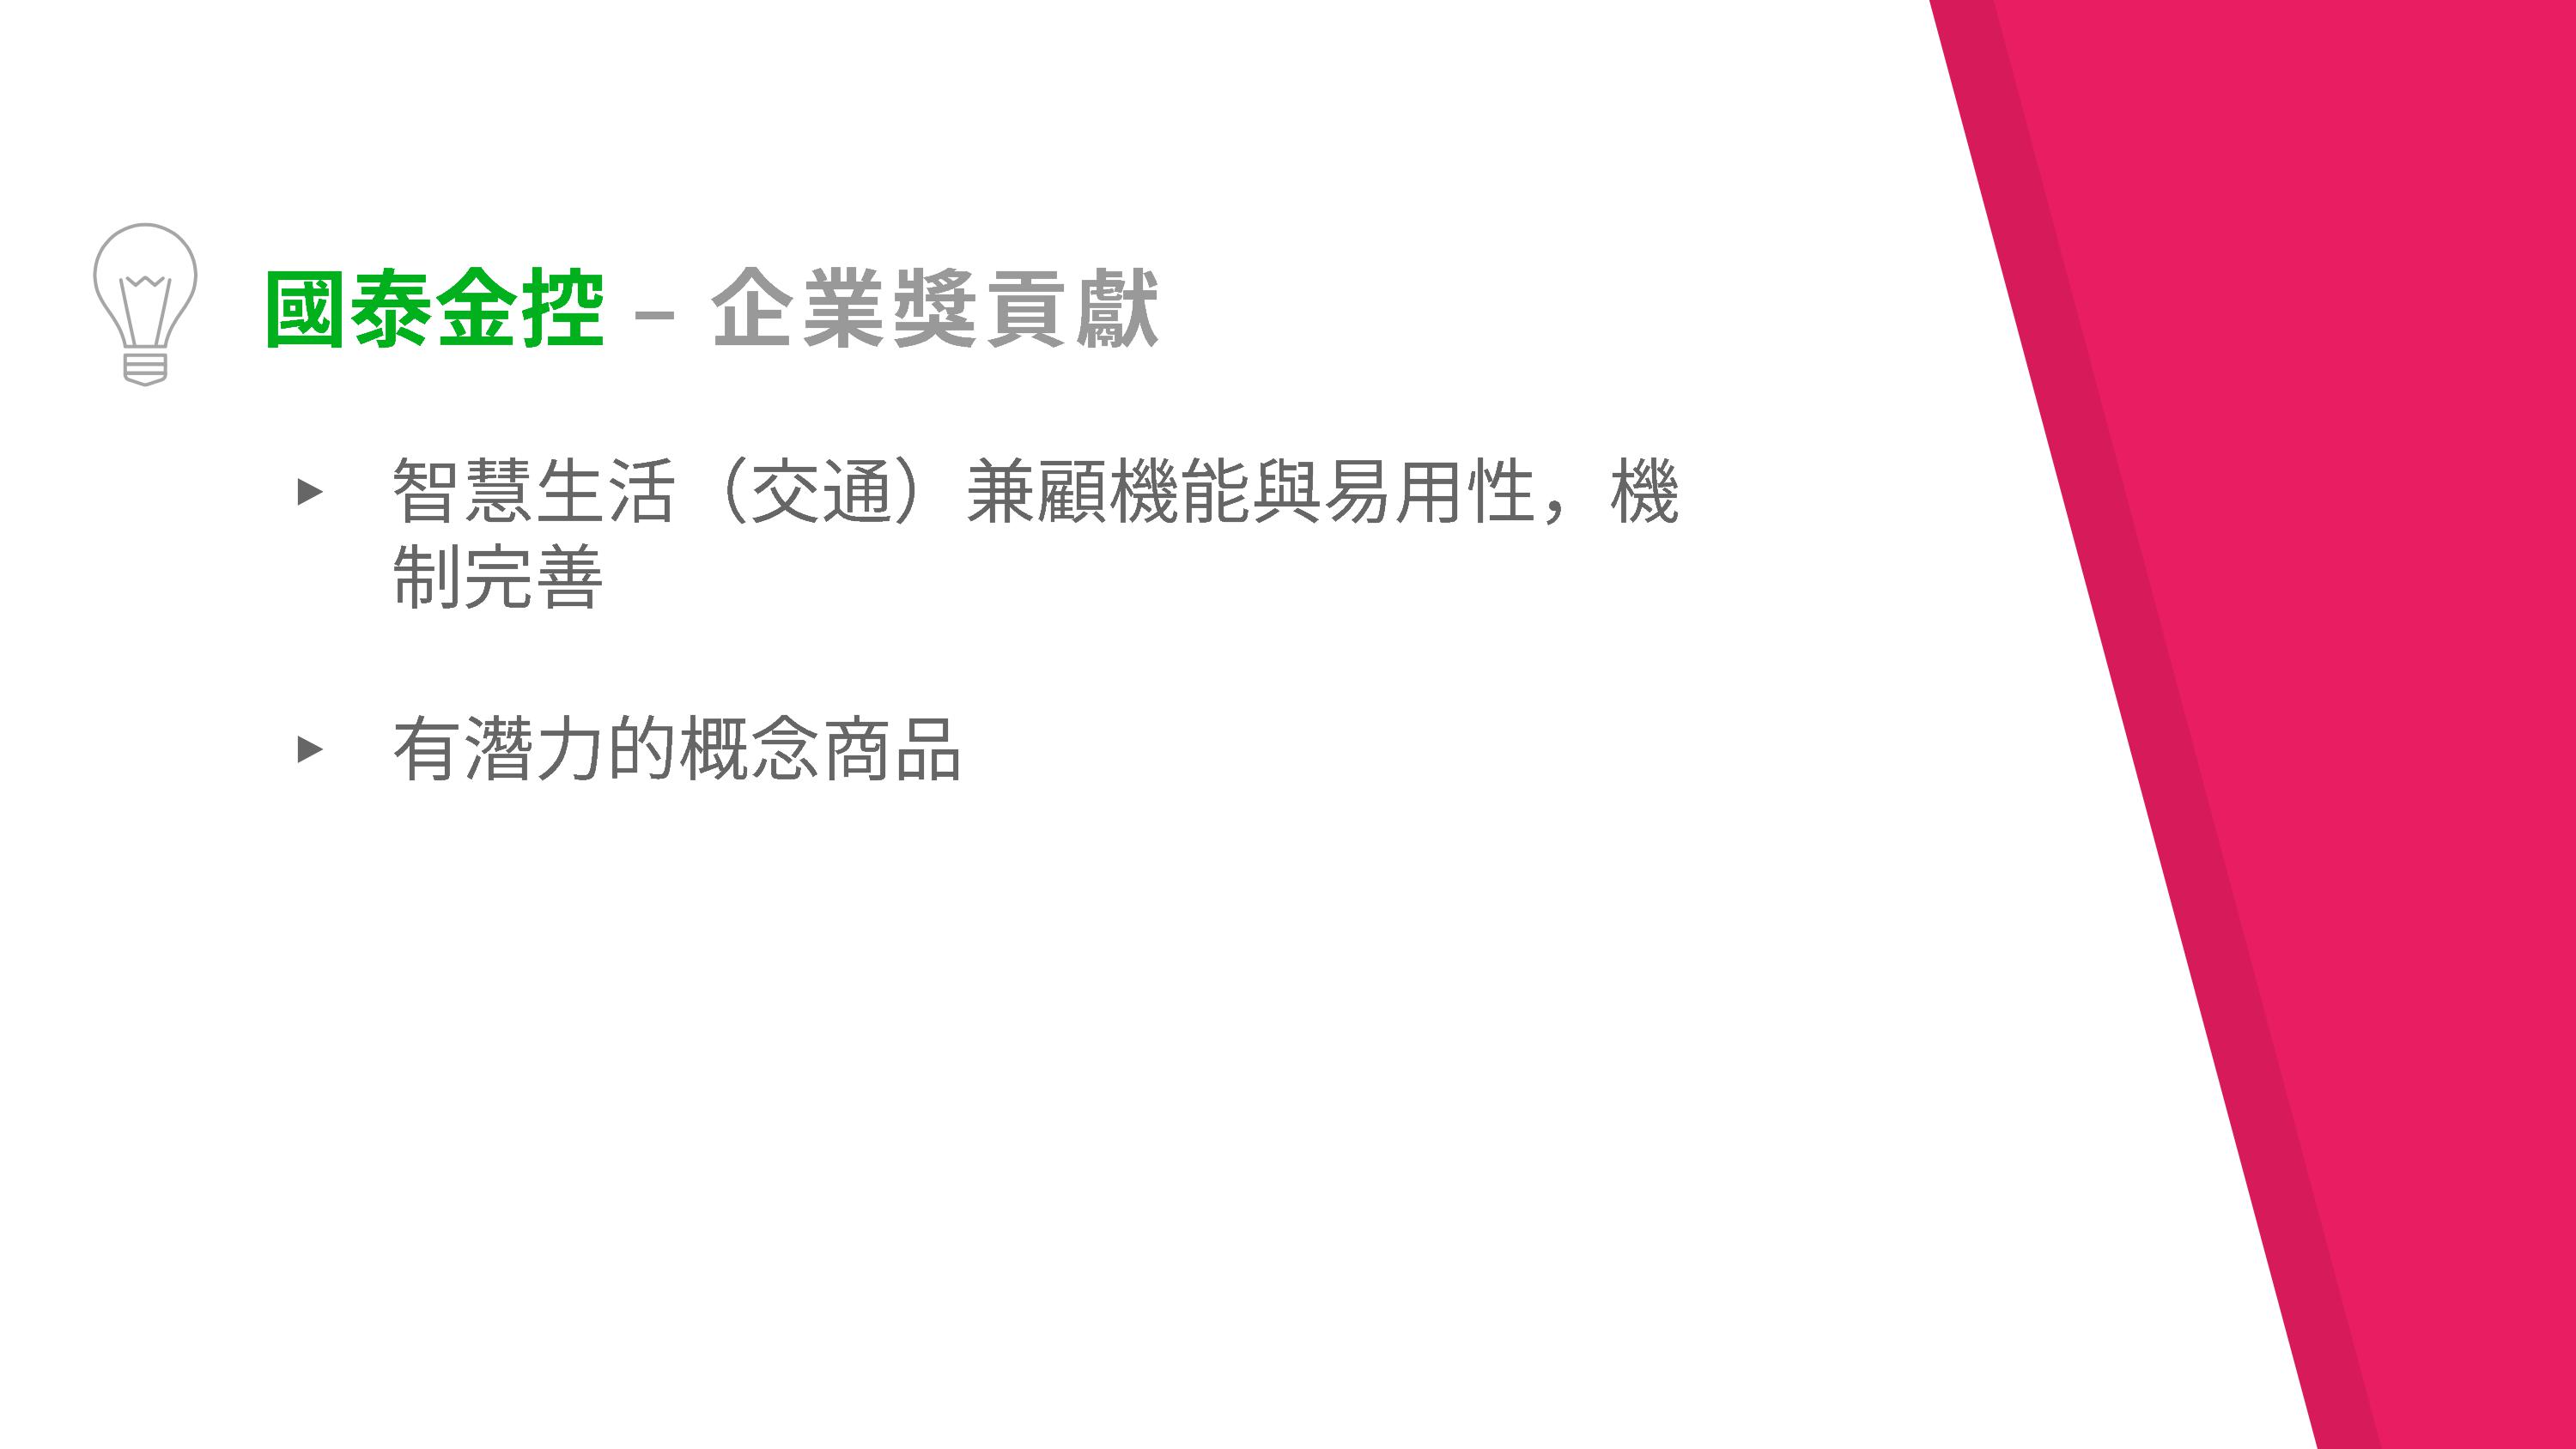 國泰金控 – 企業獎貢獻
▸ 智慧生活（交通）兼顧機能與易用性，機
制完善
▸ 有潛力的概念商品